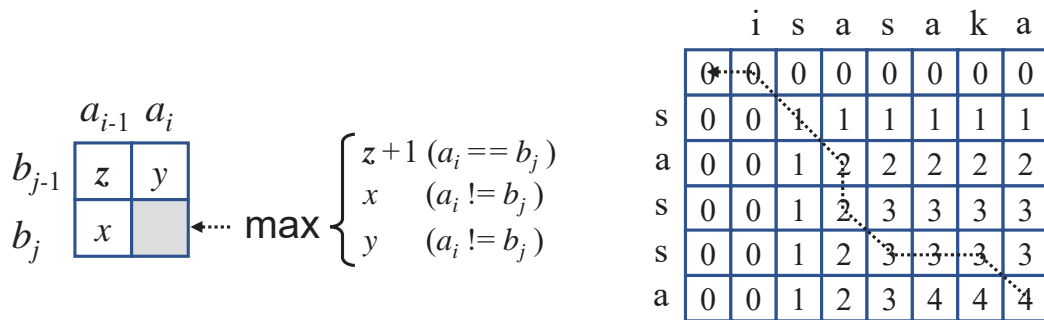 a_{i-1} a_i
b_{j-1} z y
b_j x
max
z+1 (a_i == b_j)
x (a_i != b_j)
y (a_i != b_j)
i s a s a k a
0 0 0 0 0 0 0 0
s 0 0 1 1 1 1 1 1
a 0 0 1 2 2 2 2 2
s 0 0 1 2 3 3 3 3
s 0 0 1 2 3 3 3 3
a 0 0 1 2 3 4 4 4